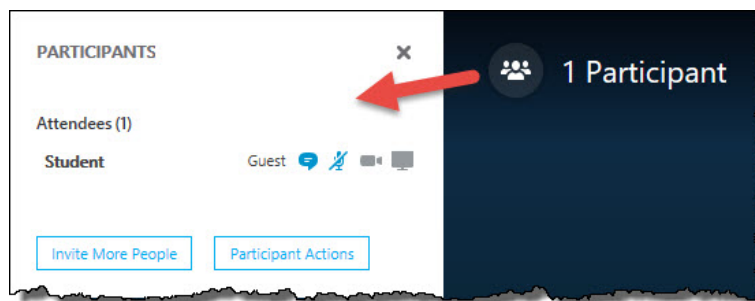 PARTICIPANTS
1 Participant
Attendees (1)
Student Guest
Invite More People Participant Actions